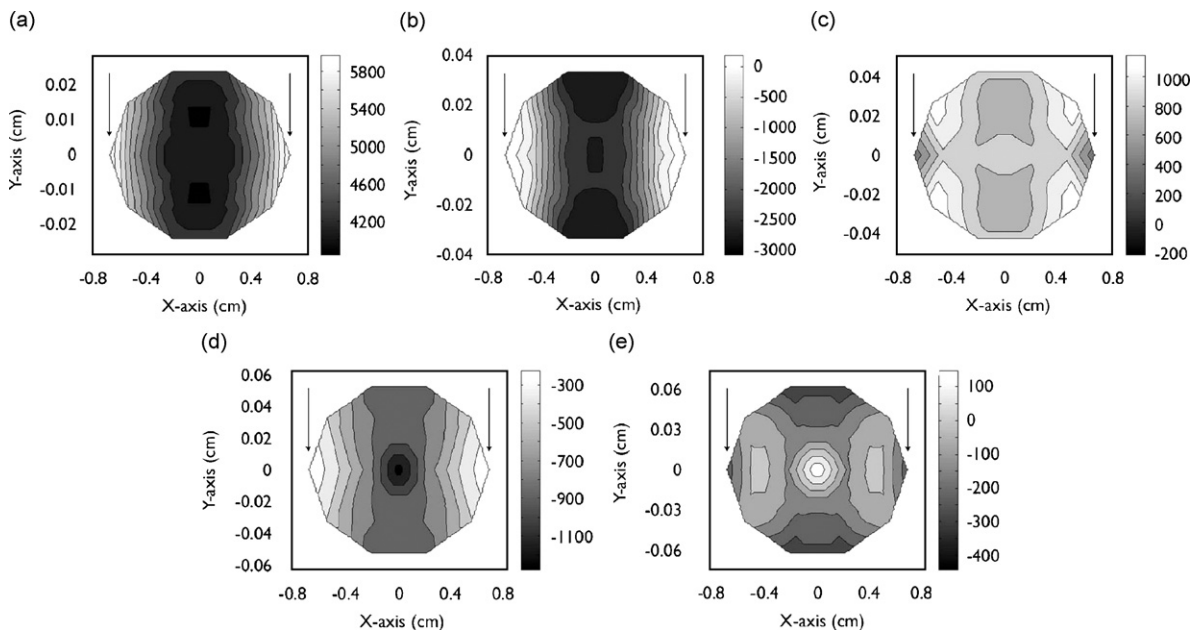 (a)
0.02
0.01
0
-0.01
-0.02
Y-axis (cm)
-0.8 -0.4 0 0.4 0.8
X-axis (cm)
5800
5400
5000
4600
4200
(b)
0.04
0.02
0
-0.02
-0.04
Y-axis (cm)
-0.8 -0.4 0 0.4 0.8
X-axis (cm)
0
-500
-1000
-1500
-2000
-2500
-3000
(c)
0.04
0.02
0
-0.02
-0.04
Y-axis (cm)
-0.8 -0.4 0 0.4 0.8
X-axis (cm)
1000
800
600
400
200
0
-200
(d)
0.06
0.04
0.02
0
-0.02
-0.04
-0.06
Y-axis (cm)
-0.8 -0.4 0 0.4 0.8
X-axis (cm)
-300
-500
-700
-900
-1100
(e)
0.06
0.03
0
-0.03
-0.06
Y-axis (cm)
-0.8 -0.4 0 0.4 0.8
X-axis (cm)
100
0
-100
-200
-300
-400